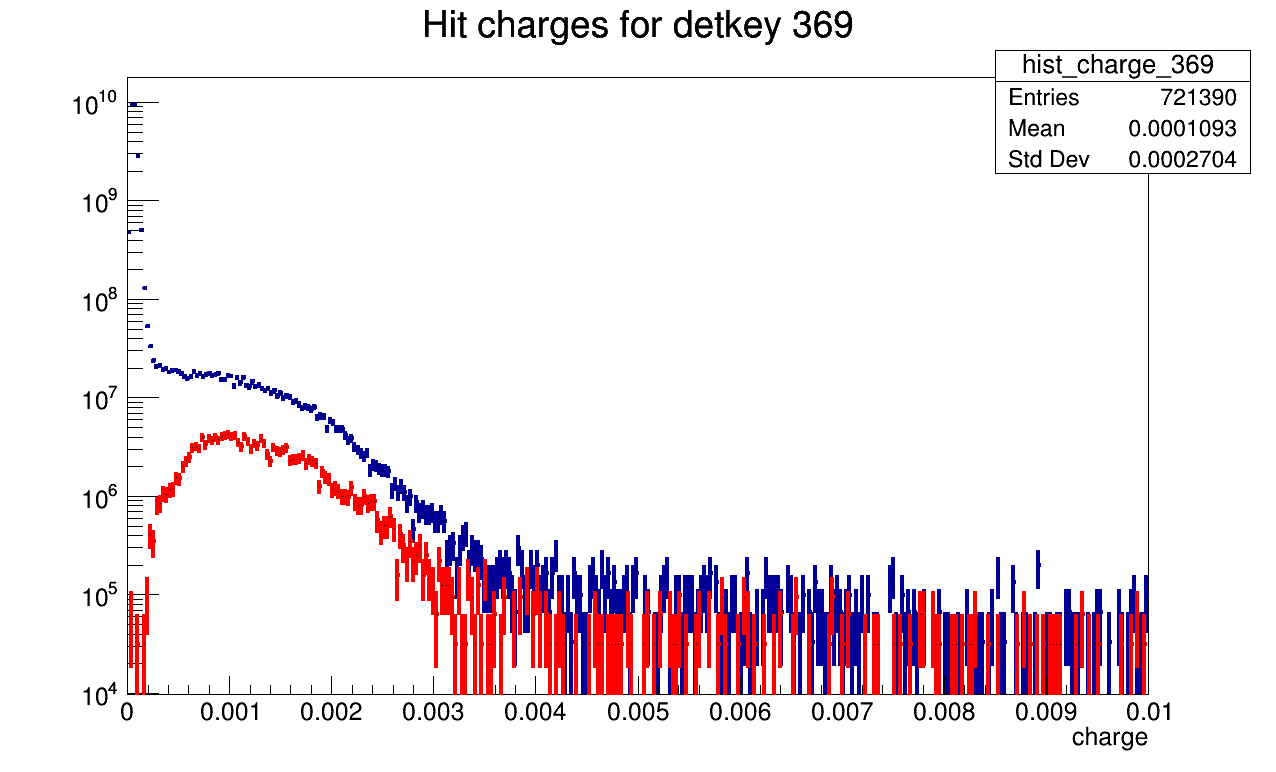 Hit charges for detkey 369
hist_charge_369
Entries 721390
Mean 0.0001093
Std Dev 0.0002704
10^10
10^9
10^8
10^7
10^6
10^5
10^4
0 0.001 0.002 0.003 0.004 0.005 0.006 0.007 0.008 0.009 0.01
charge